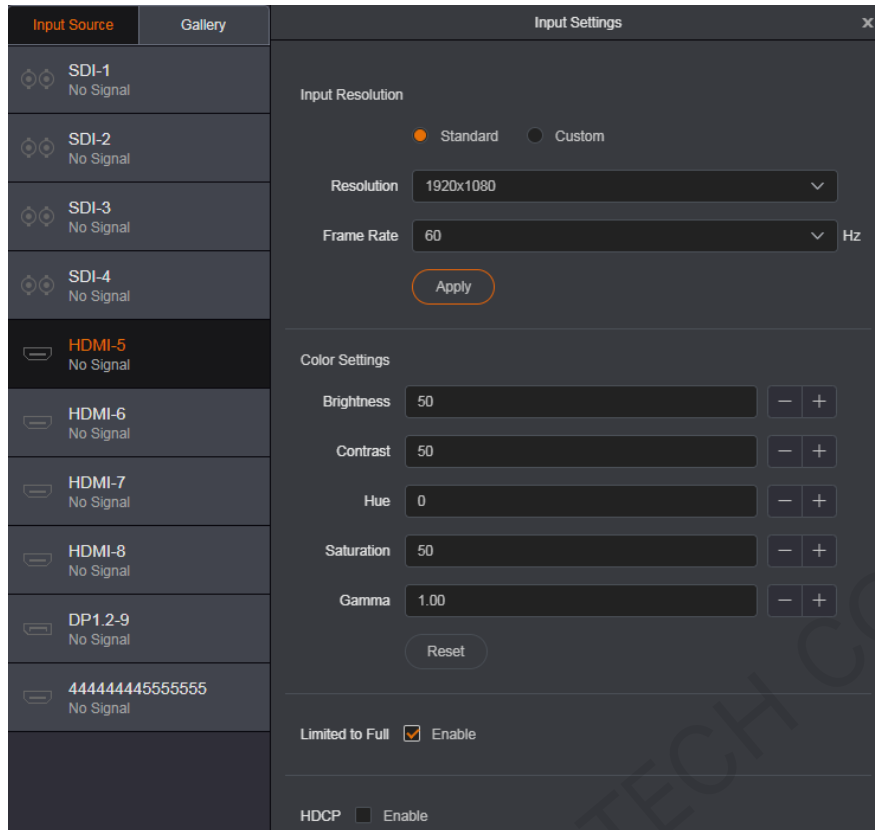 Input Source
Gallery
SDI-1
No Signal
SDI-2
No Signal
SDI-3
No Signal
SDI-4
No Signal
HDMI-5
No Signal
HDMI-6
No Signal
HDMI-7
No Signal
HDMI-8
No Signal
DP1.2-9
No Signal
444444445555555
No Signal
Input Settings x
Input Resolution
Standard Custom
Resolution 1920x1080
Frame Rate 60 Hz
Apply
Color Settings
Brightness 50 − +
Contrast 50 − +
Hue 0 − +
Saturation 50 − +
Gamma 1.00 − +
Reset
Limited to Full Enable
HDCP Enable
TECH